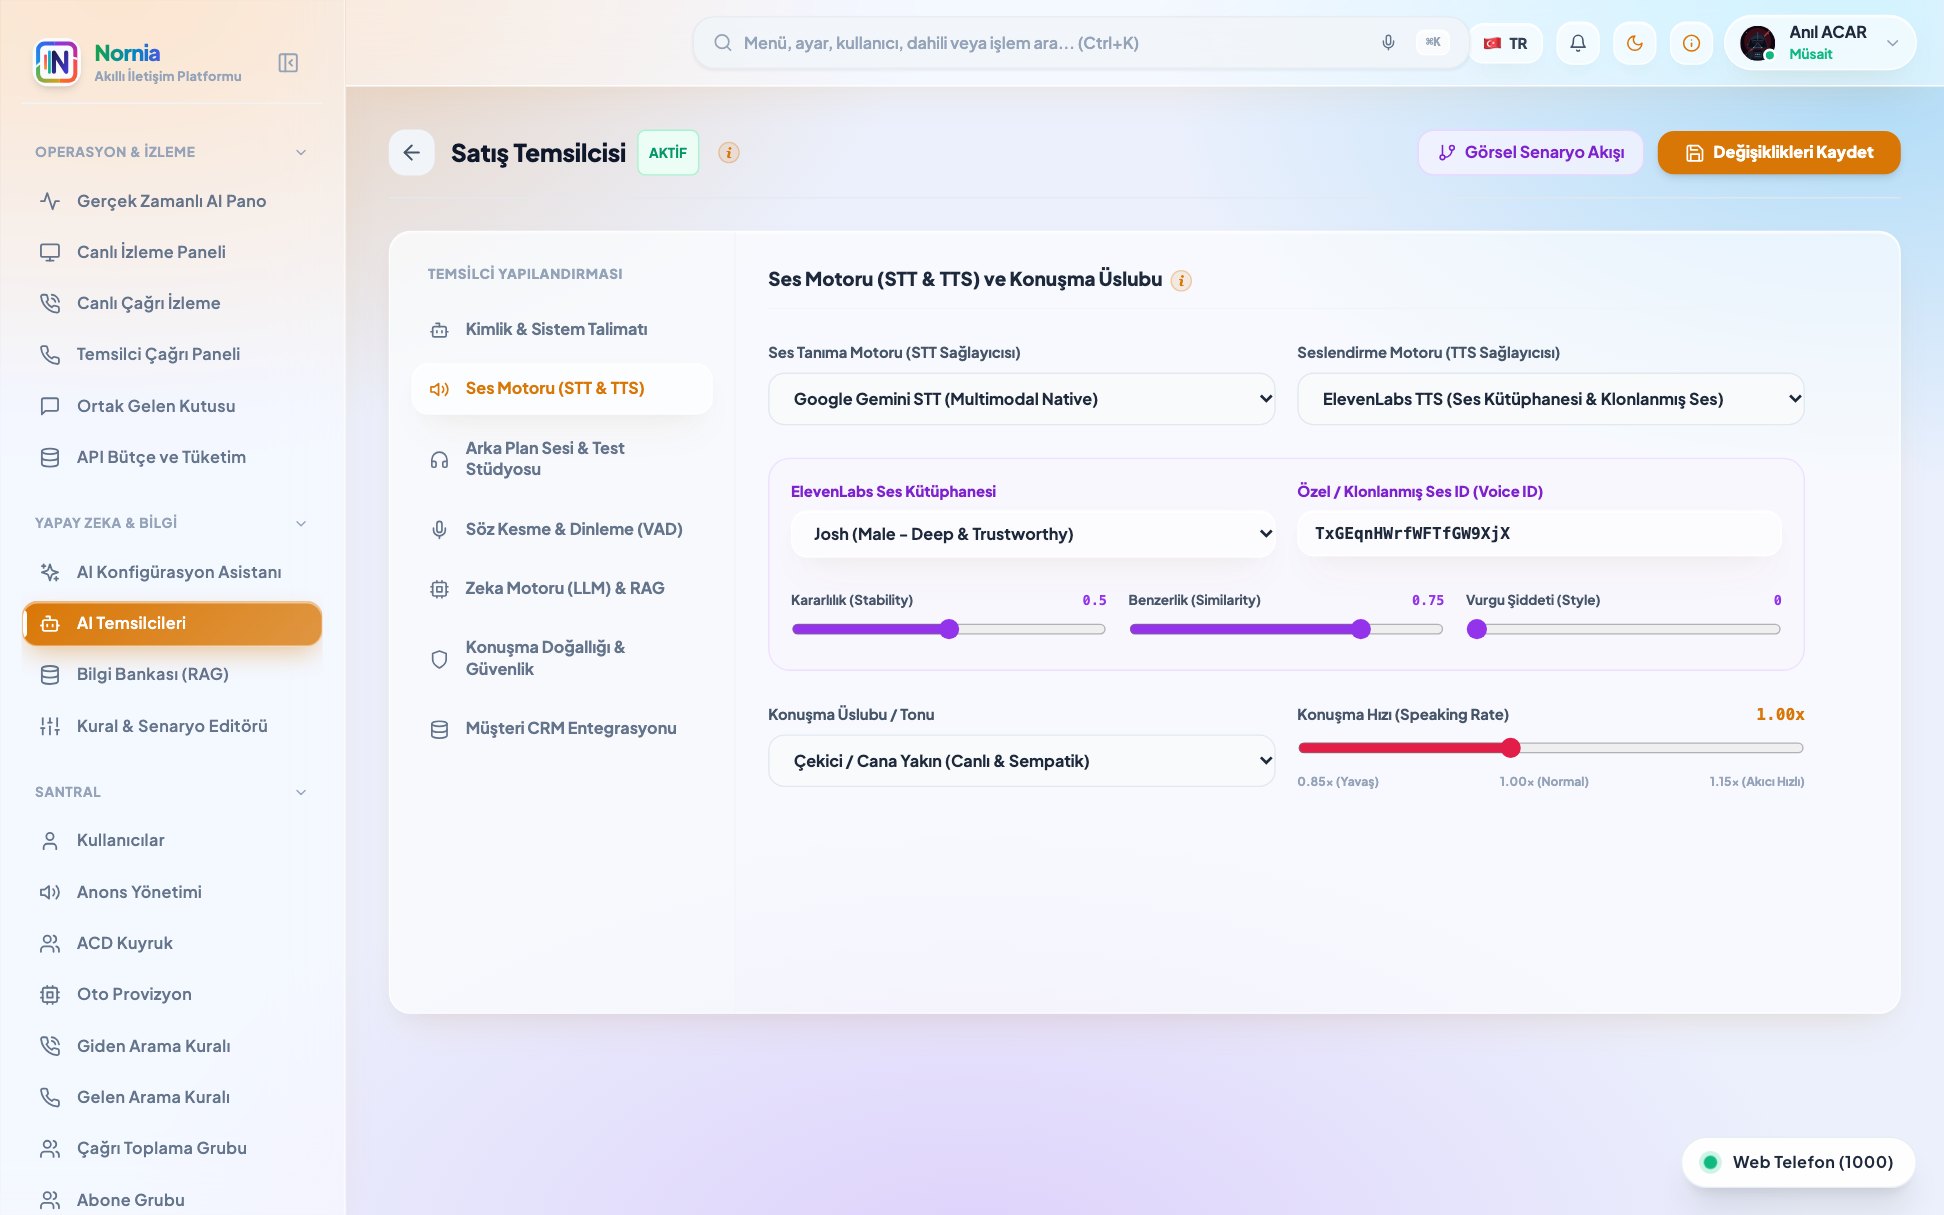 Nornia
Akıllı İletişim Platformu
Menü, ayar, kullanıcı, dahili veya işlem ara... (Ctrl+K)
⌘K
TR
Anıl ACAR
Müsait
OPERASYON & İZLEME
Gerçek Zamanlı AI Pano
Canlı İzleme Paneli
Canlı Çağrı İzleme
Temsilci Çağrı Paneli
Ortak Gelen Kutusu
API Bütçe ve Tüketim
YAPAY ZEKA & BİLGİ
AI Konfigürasyon Asistanı
AI Temsilcileri
Bilgi Bankası (RAG)
Kural & Senaryo Editörü
SANTRAL
Kullanıcılar
Anons Yönetimi
ACD Kuyruk
Oto Provizyon
Giden Arama Kuralı
Gelen Arama Kuralı
Çağrı Toplama Grubu
Abone Grubu
Satış Temsilcisi
AKTİF
Görsel Senaryo Akışı
Değişiklikleri Kaydet
TEMSİLCİ YAPILANDIRMASI
Kimlik & Sistem Talimatı
Ses Motoru (STT & TTS)
Arka Plan Sesi & Test
Stüdyosu
Söz Kesme & Dinleme (VAD)
Zeka Motoru (LLM) & RAG
Konuşma Doğallığı &
Güvenlik
Müşteri CRM Entegrasyonu
Ses Motoru (STT & TTS) ve Konuşma Üslubu
Ses Tanıma Motoru (STT Sağlayıcısı)
Google Gemini STT (Multimodal Native)
Seslendirme Motoru (TTS Sağlayıcısı)
ElevenLabs TTS (Ses Kütüphanesi & Klonlanmış Ses)
ElevenLabs Ses Kütüphanesi
Josh (Male - Deep & Trustworthy)
Özel / Klonlanmış Ses ID (Voice ID)
TxGEqnHWrfWFTfGW9XjX
Kararlılık (Stability) 0.5
Benzerlik (Similarity) 0.75
Vurgu Şiddeti (Style) 0
Konuşma Üslubu / Tonu
Çekici / Cana Yakın (Canlı & Sempatik)
Konuşma Hızı (Speaking Rate) 1.00x
0.85x (Yavaş) 1.00x (Normal) 1.15x (Akıcı Hızlı)
Web Telefon (1000)